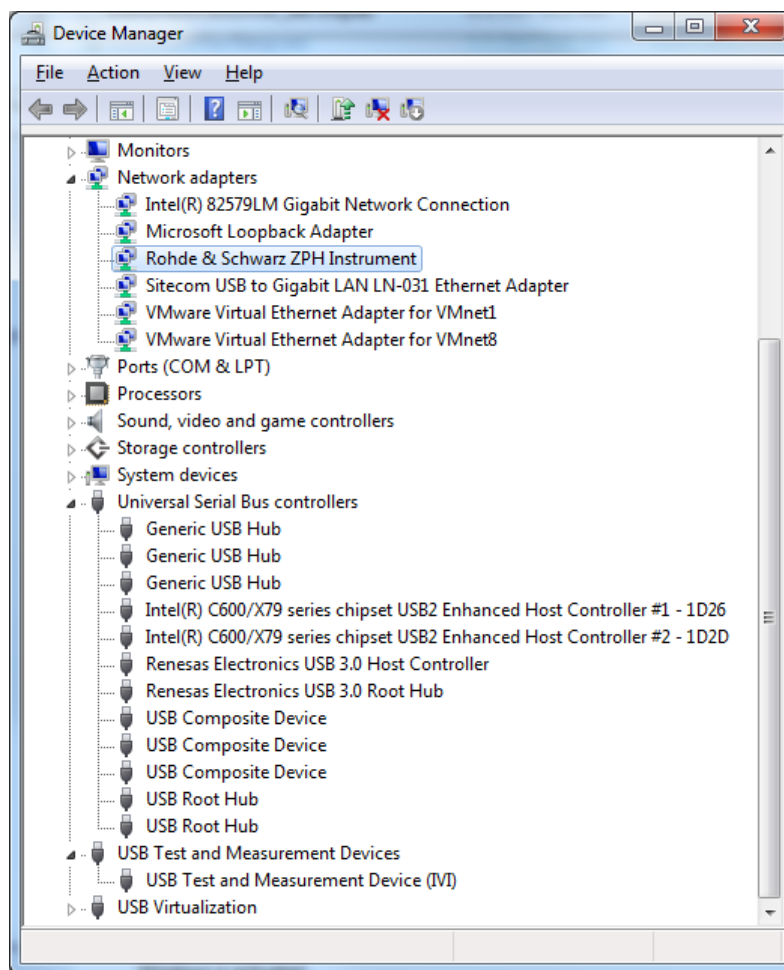 Device Manager
File Action View Help
Monitors
Network adapters
Intel(R) 82579LM Gigabit Network Connection
Microsoft Loopback Adapter
Rohde & Schwarz ZPH Instrument
Sitecom USB to Gigabit LAN LN-031 Ethernet Adapter
VMware Virtual Ethernet Adapter for VMnet1
VMware Virtual Ethernet Adapter for VMnet8
Ports (COM & LPT)
Processors
Sound, video and game controllers
Storage controllers
System devices
Universal Serial Bus controllers
Generic USB Hub
Generic USB Hub
Generic USB Hub
Intel(R) C600/X79 series chipset USB2 Enhanced Host Controller #1 - 1D26
Intel(R) C600/X79 series chipset USB2 Enhanced Host Controller #2 - 1D2D
Renesas Electronics USB 3.0 Host Controller
Renesas Electronics USB 3.0 Root Hub
USB Composite Device
USB Composite Device
USB Composite Device
USB Root Hub
USB Root Hub
USB Test and Measurement Devices
USB Test and Measurement Device (IVI)
USB Virtualization